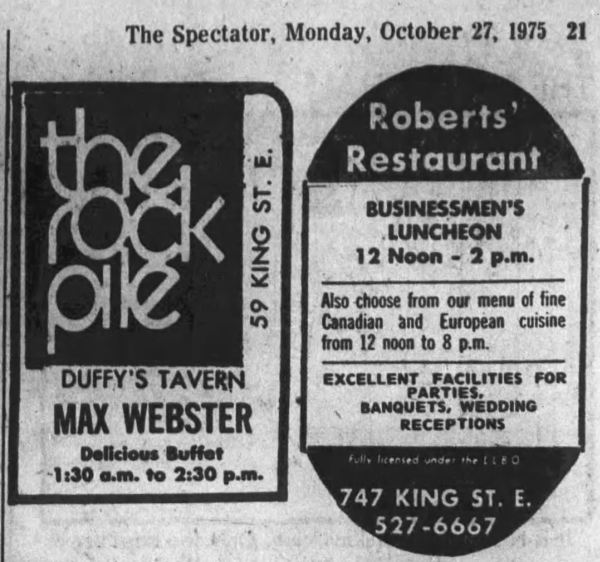 The Spectator, Monday, October 27, 1975 21
the
rock
pile
59 KING ST. E.
DUFFY'S TAVERN
MAX WEBSTER
Delicious Buffet
1:30 a.m. to 2:30 p.m.
Roberts'
Restaurant
BUSINESSMEN'S
LUNCHEON
12 Noon - 2 p.m.
Also choose from our menu of fine
Canadian and European cuisine
from 12 noon to 8 p.m.
EXCELLENT FACILITIES FOR
PARTIES,
BANQUETS, WEDDING
RECEPTIONS
Fully licensed under the L L B O
747 KING ST. E.
527-6667